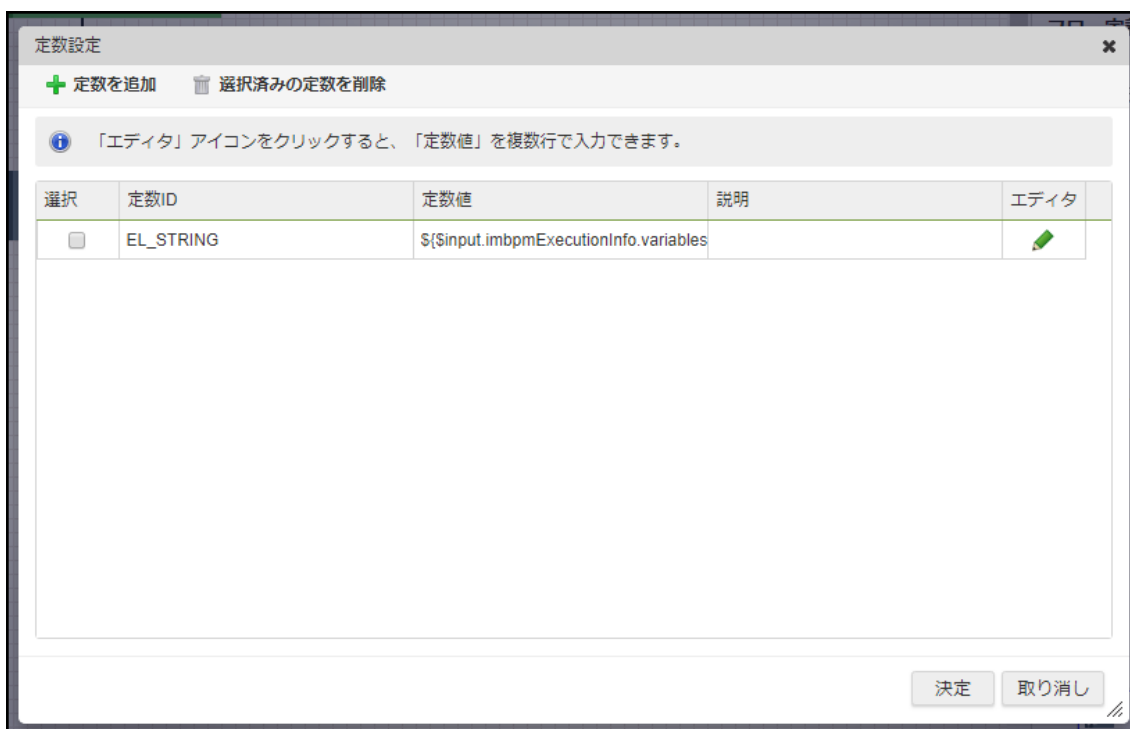 定数設定
定数を追加 選択済みの定数を削除
「エディタ」アイコンをクリックすると、「定数値」を複数行で入力できます。
選択 定数ID 定数値 説明 エディタ
EL_STRING ${$input.imbpmExecutionInfo.variables
決定 取り消し